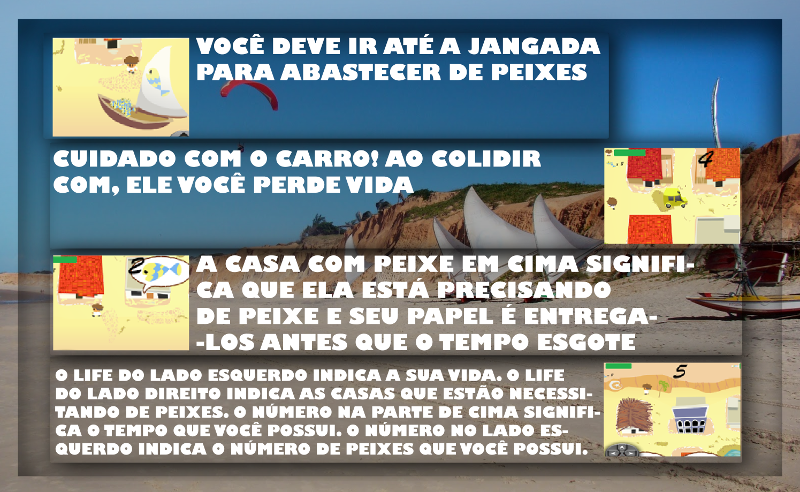 VOCÊ DEVE IR ATÉ A JANGADA
PARA ABASTECER DE PEIXES
CUIDADO COM O CARRO! AO COLIDIR
COM, ELE VOCÊ PERDE VIDA
4
2
A CASA COM PEIXE EM CIMA SIGNIFI-
CA QUE ELA ESTÁ PRECISANDO
DE PEIXE E SEU PAPEL É ENTREGA-
-LOS ANTES QUE O TEMPO ESGOTE
O LIFE DO LADO ESQUERDO INDICA A SUA VIDA. O LIFE
DO LADO DIREITO INDICA AS CASAS QUE ESTÃO NECESSI-
TANDO DE PEIXES. O NÚMERO NA PARTE DE CIMA SIGNIFI-
CA O TEMPO QUE VOCÊ POSSUI. O NÚMERO NO LADO ES-
QUERDO INDICA O NÚMERO DE PEIXES QUE VOCÊ POSSUI.
5